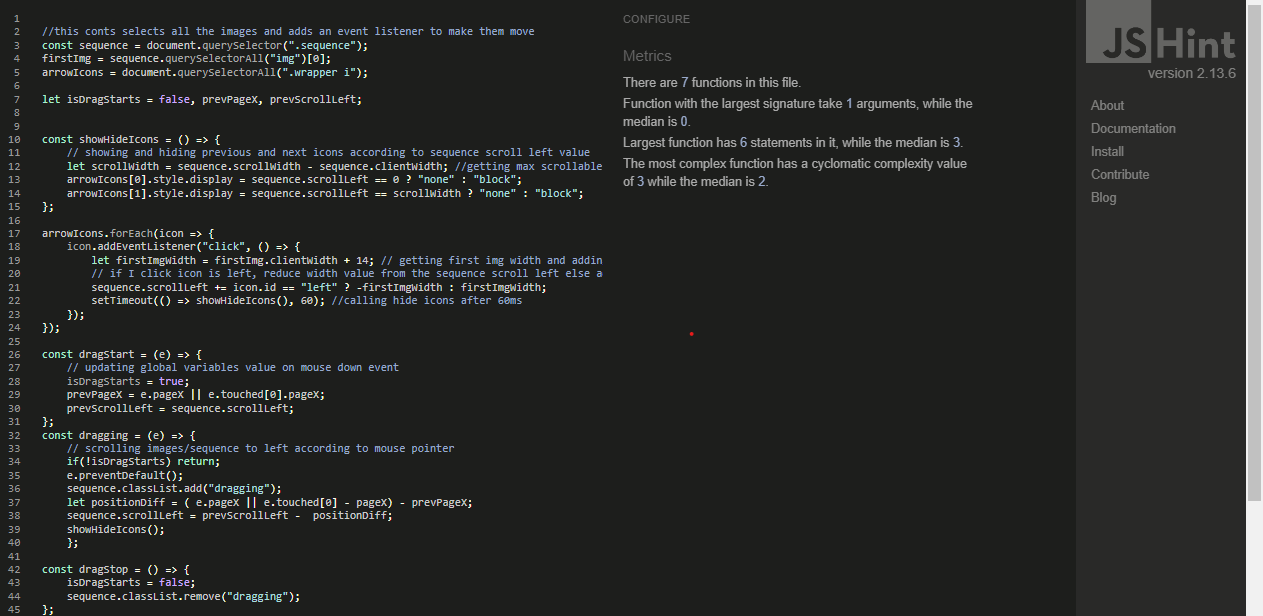 1
2 //this conts selects all the images and adds an event listener to make them move
3 const sequence = document.querySelector(".sequence");
4 firstImg = sequence.querySelectorAll("img")[0];
5 arrowIcons = document.querySelectorAll(".wrapper i");
6
7 let isDragStarts = false, prevPageX, prevScrollLeft;
8
9
10 const showHideIcons = () => {
11 // showing and hiding previous and next icons according to sequence scroll left value
12 let scrollWidth = sequence.scrollWidth - sequence.clientWidth; //getting max scrollable
13 arrowIcons[0].style.display = sequence.scrollLeft == 0 ? "none" : "block";
14 arrowIcons[1].style.display = sequence.scrollLeft == scrollWidth ? "none" : "block";
15 };
16
17 arrowIcons.forEach(icon => {
18 icon.addEventListener("click", () => {
19 let firstImgWidth = firstImg.clientWidth + 14; // getting first img width and addin
20 // if I click icon is left, reduce width value from the sequence scroll left else a
21 sequence.scrollLeft += icon.id == "left" ? -firstImgWidth : firstImgWidth;
22 setTimeout(() => showHideIcons(), 60); //calling hide icons after 60ms
23 });
24 });
25
26 const dragStart = (e) => {
27 // updating global variables value on mouse down event
28 isDragStarts = true;
29 prevPageX = e.pageX || e.touched[0].pageX;
30 prevScrollLeft = sequence.scrollLeft;
31 };
32 const dragging = (e) => {
33 // scrolling images/sequence to left according to mouse pointer
34 if(!isDragStarts) return;
35 e.preventDefault();
36 sequence.classList.add("dragging");
37 let positionDiff = ( e.pageX || e.touched[0] - pageX) - prevPageX;
38 sequence.scrollLeft = prevScrollLeft - positionDiff;
39 showHideIcons();
40 };
41
42 const dragStop = () => {
43 isDragStarts = false;
44 sequence.classList.remove("dragging");
45 };
CONFIGURE
Metrics
There are 7 functions in this file.
Function with the largest signature take 1 arguments, while the
median is 0.
Largest function has 6 statements in it, while the median is 3.
The most complex function has a cyclomatic complexity value
of 3 while the median is 2.
JSHint
version 2.13.6
About
Documentation
Install
Contribute
Blog